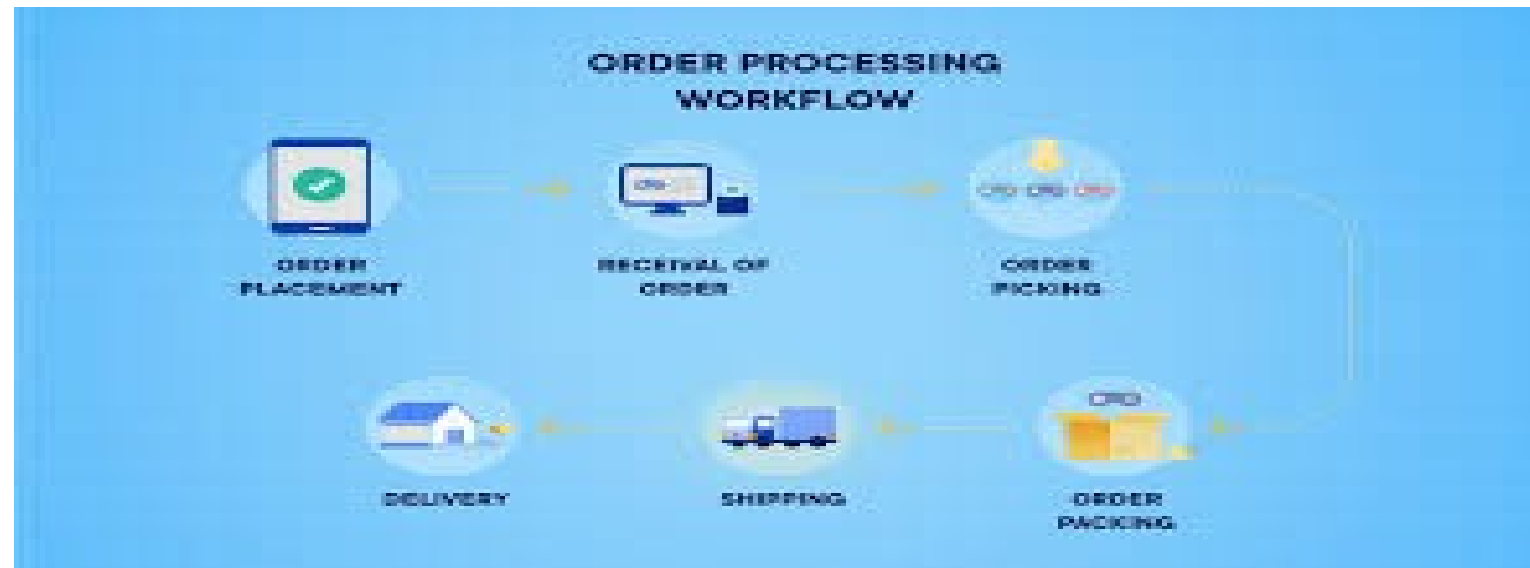 ORDER PROCESSING
WORKFLOW
ORDER
PLACEMENT
RECEIVAL OF
ORDER
ORDER
PICKING
DELIVERY
SHIPPING
ORDER
PACKING